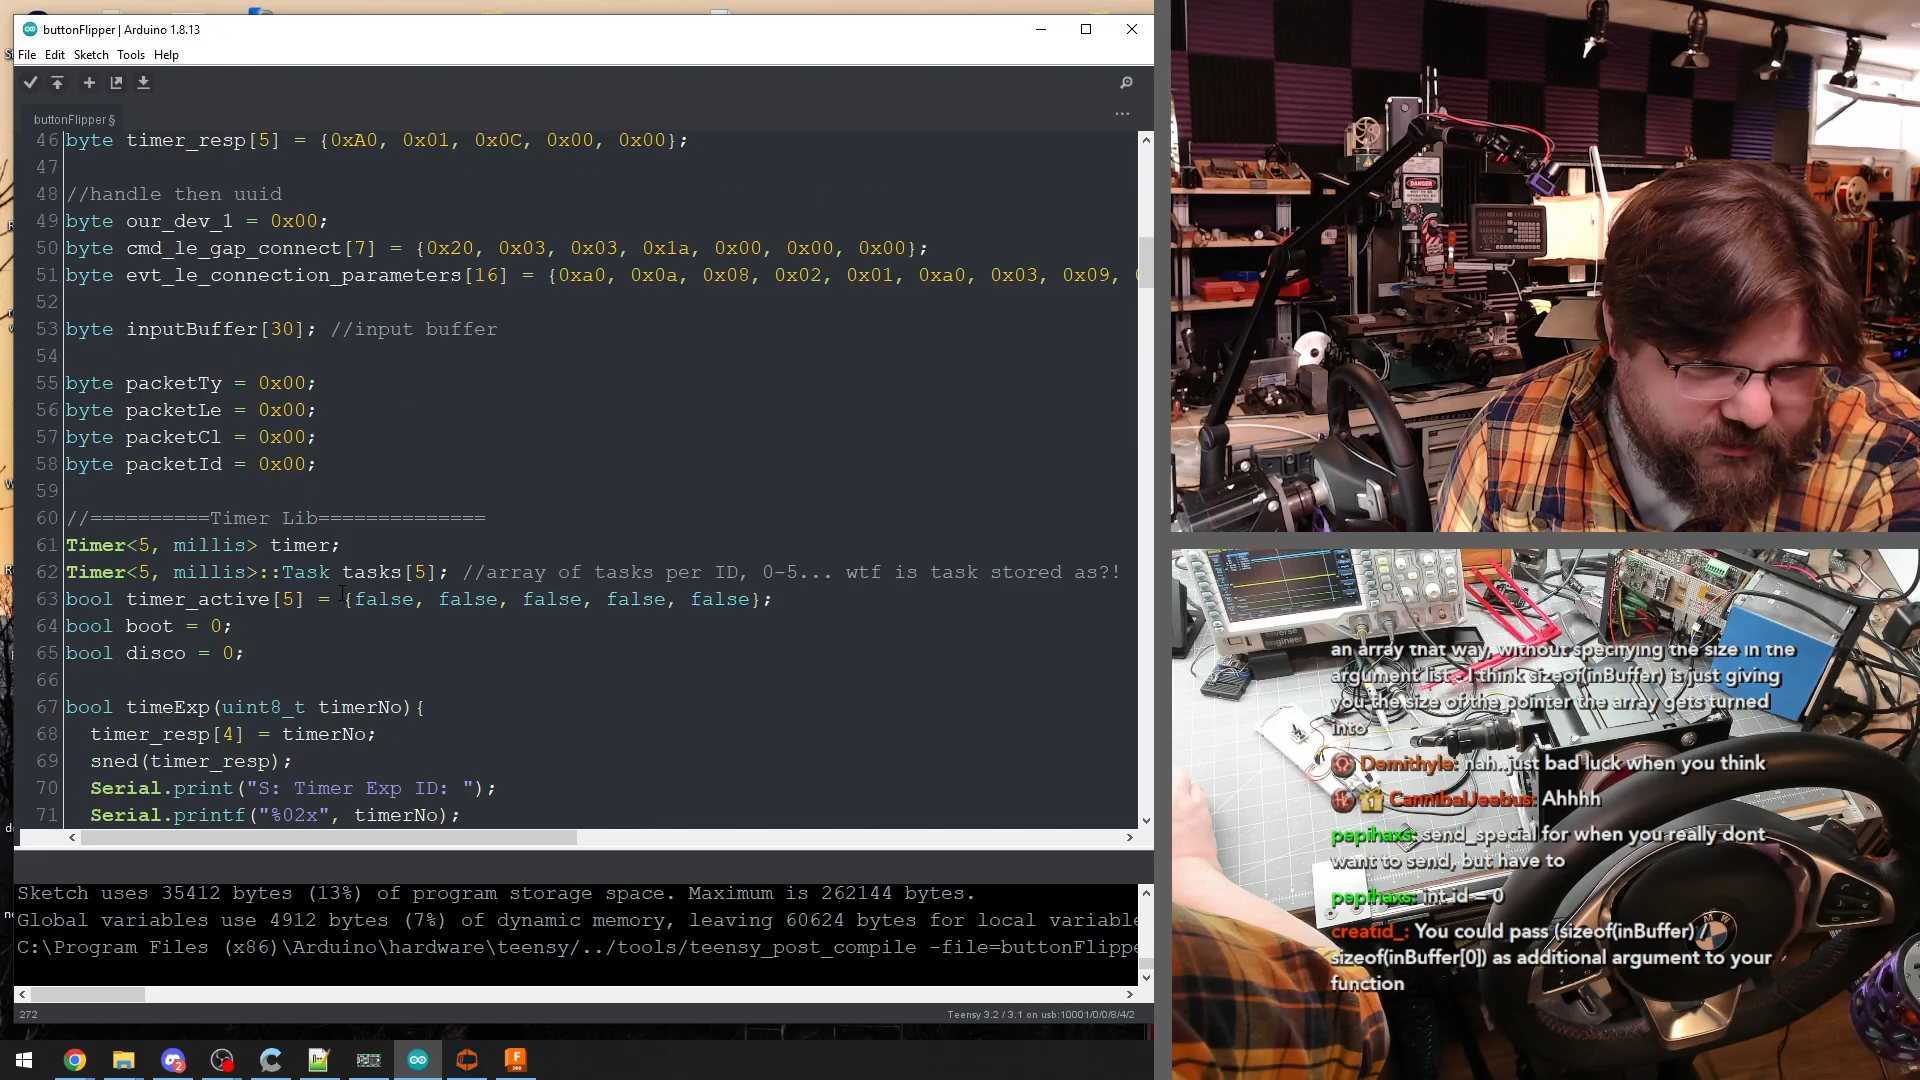 buttonFlipper | Arduino 1.8.13
File Edit Sketch Tools Help
buttonFlipper §
46 byte timer_resp[5] = {0xA0, 0x01, 0x0C, 0x00, 0x00};
47
48 //handle then uuid
49 byte our_dev_1 = 0x00;
50 byte cmd_le_gap_connect[7] = {0x20, 0x03, 0x03, 0x1a, 0x00, 0x00, 0x00};
51 byte evt_le_connection_parameters[16] = {0xa0, 0x0a, 0x08, 0x02, 0x01, 0xa0, 0x03, 0x09,
52
53 byte inputBuffer[30]; //input buffer
54
55 byte packetTy = 0x00;
56 byte packetLe = 0x00;
57 byte packetCl = 0x00;
58 byte packetId = 0x00;
59
60 //==========Timer Lib==============
61 Timer<5, millis> timer;
62 Timer<5, millis>::Task tasks[5]; //array of tasks per ID, 0-5... wtf is task stored as?!
63 bool timer_active[5] = {false, false, false, false, false};
64 bool boot = 0;
65 bool disco = 0;
66
67 bool timeExp(uint8_t timerNo){
68 timer_resp[4] = timerNo;
69 sned(timer_resp);
70 Serial.print("S: Timer Exp ID: ");
71 Serial.printf("%02x", timerNo);
Sketch uses 35412 bytes (13%) of program storage space. Maximum is 262144 bytes.
Global variables use 4912 bytes (7%) of dynamic memory, leaving 60624 bytes for local variable
C:\Program Files (x86)\Arduino\hardware\teensy/../tools/teensy_post_compile -file=buttonFlippe
272
Teensy 3.2 / 3.1 on usb:10001/0/0/8/4/2
DANGER
an array that way, without specifying the size in the
argument list - I think sizeof(inBuffer) is just giving
you the size of the pointer the array gets turned
into
Demithyle: nah..just bad luck when you think
CannibalJeebus: Ahhhh
pepihaxs: send_special for when you really dont
want to send, but have to
pepihaxs: int id = 0
creatid_: You could pass (sizeof(inBuffer) /
sizeof(inBuffer[0]) as additional argument to your
function